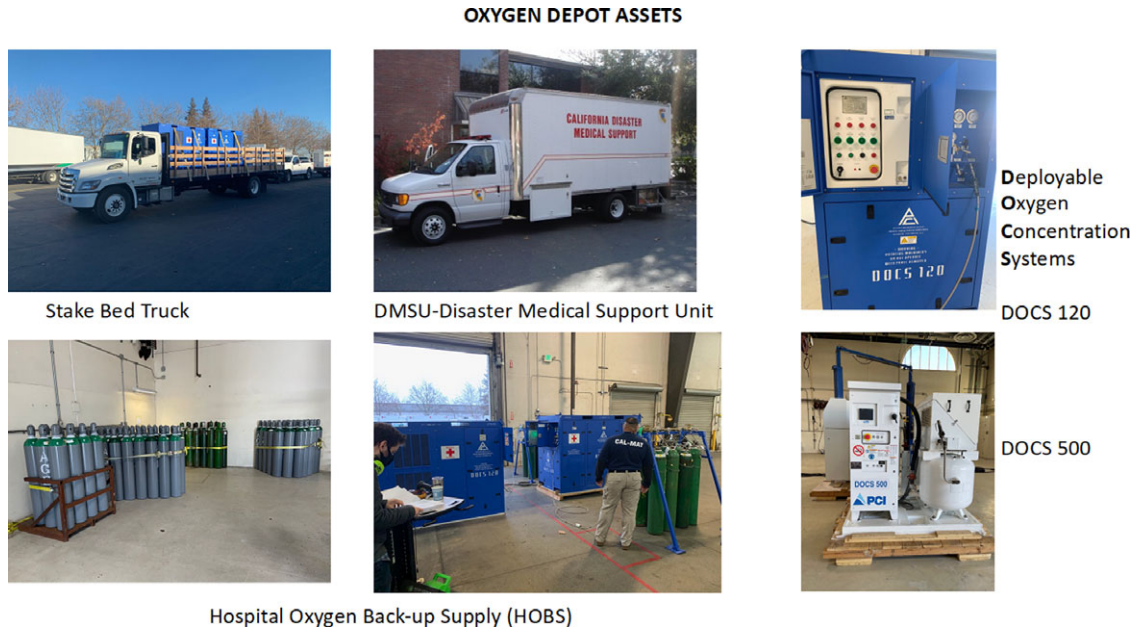 OXYGEN DEPOT ASSETS
CALIFORNIA DISASTER
MEDICAL SUPPORT
DOCS 120
Deployable
Oxygen
Concentration
Systems
Stake Bed Truck
DMSU-Disaster Medical Support Unit
DOCS 120
AG
CAL-MAT
DOCS 120
DOCS 500
PCI
DOCS 500
Hospital Oxygen Back-up Supply (HOBS)